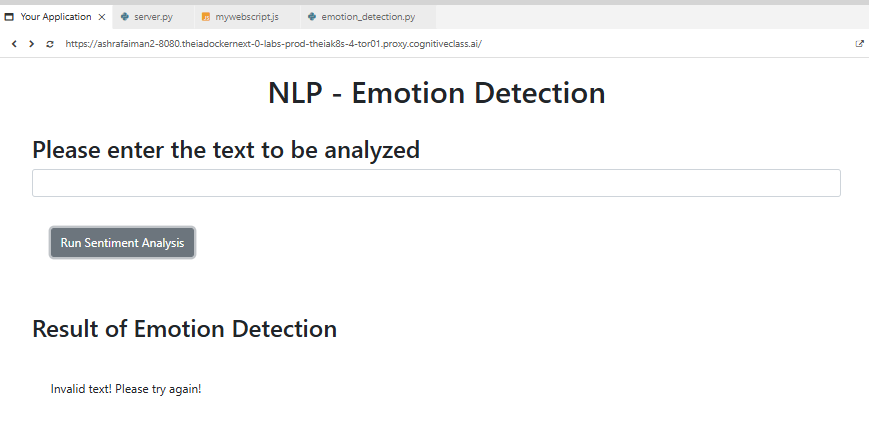 Your Application server.py mywebscript.js emotion_detection.py
https://ashrafaiman2-8080.theiadockernext-0-labs-prod-theiak8s-4-tor01.proxy.cognitiveclass.ai/
NLP - Emotion Detection
Please enter the text to be analyzed
Run Sentiment Analysis
Result of Emotion Detection
Invalid text! Please try again!